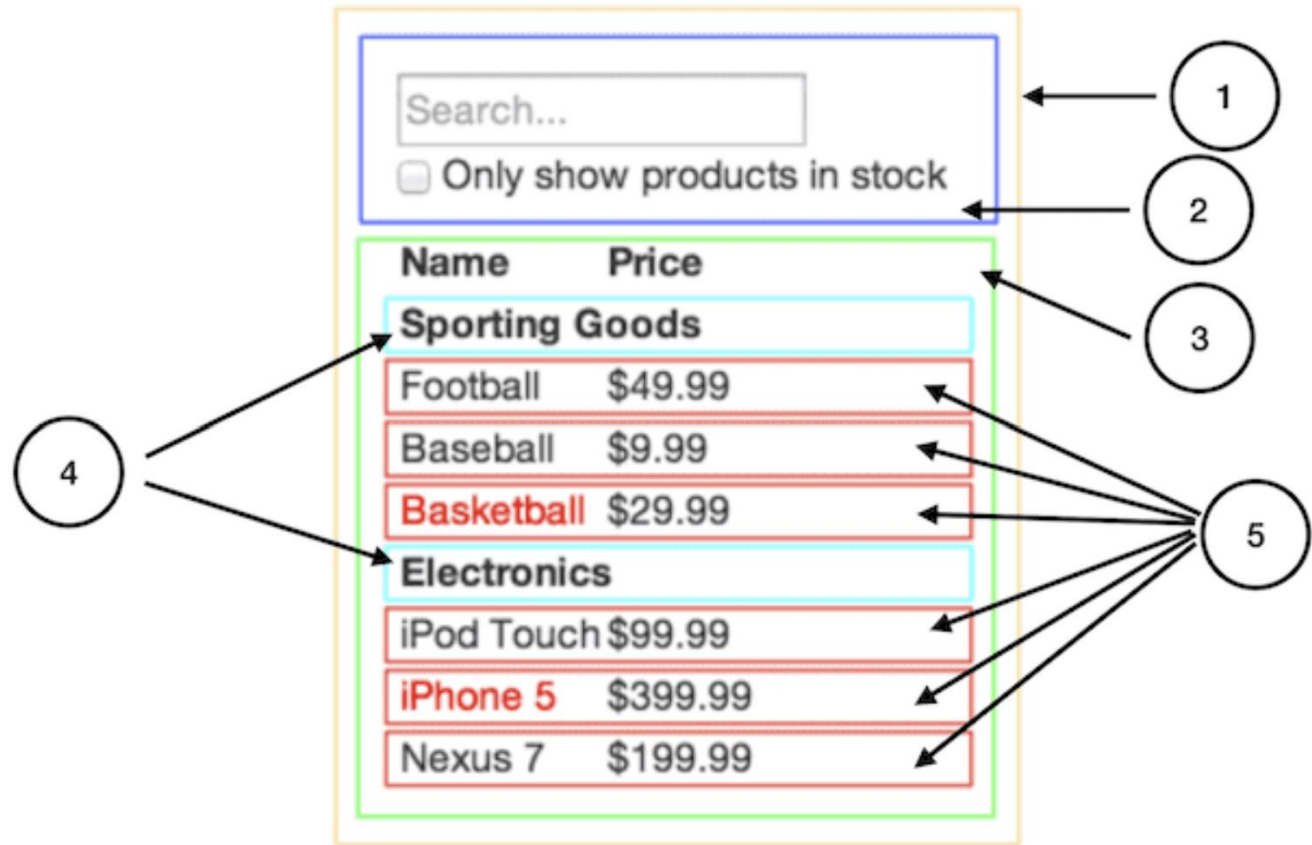 Search...
1
Only show products in stock
2
Name Price
3
Sporting Goods
Football $49.99
Baseball $9.99
4
Basketball $29.99
5
Electronics
iPod Touch $99.99
iPhone 5 $399.99
Nexus 7 $199.99